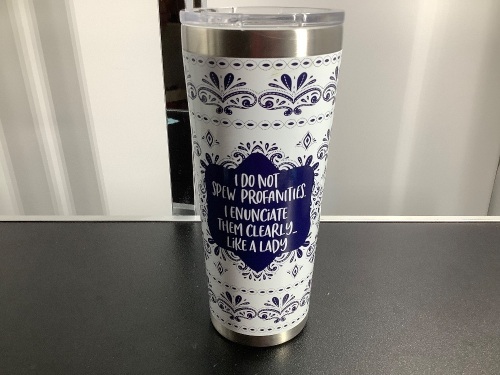 I DO NOT
SPEW PROFANITIES.
I ENUNCiATE
THEM CLEARLY...
LiKE A LADY